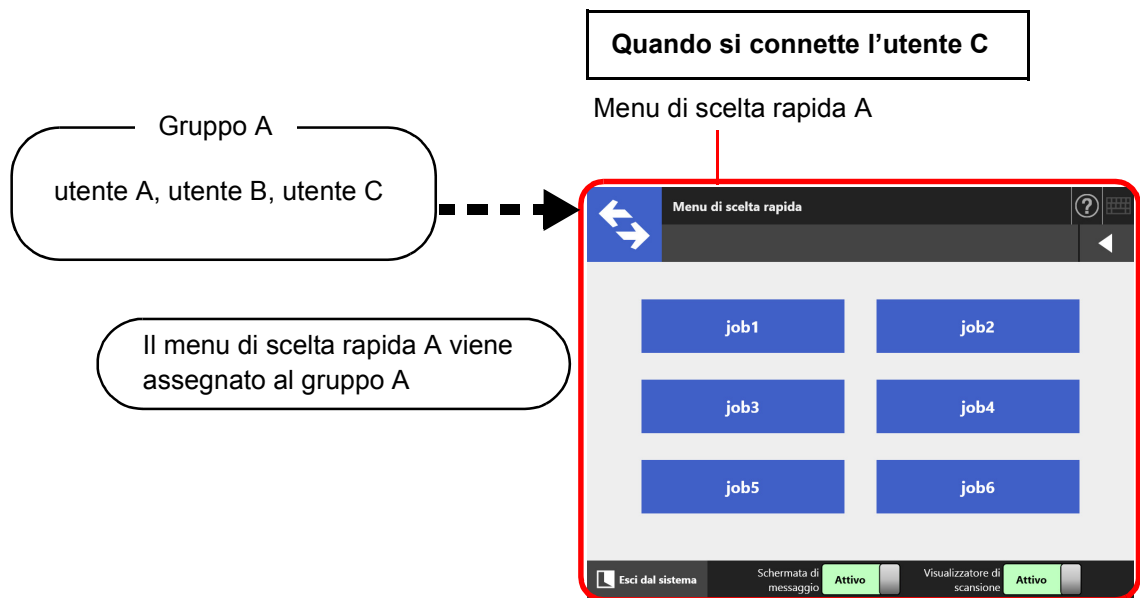 Quando si connette l’utente C
Menu di scelta rapida A
Gruppo A
utente A, utente B, utente C
Il menu di scelta rapida A viene
assegnato al gruppo A
Menu di scelta rapida
?
job1
job2
job3
job4
job5
job6
Esci dal sistema
Schermata di
messaggio
Attivo
Visualizzatore di
scansione
Attivo